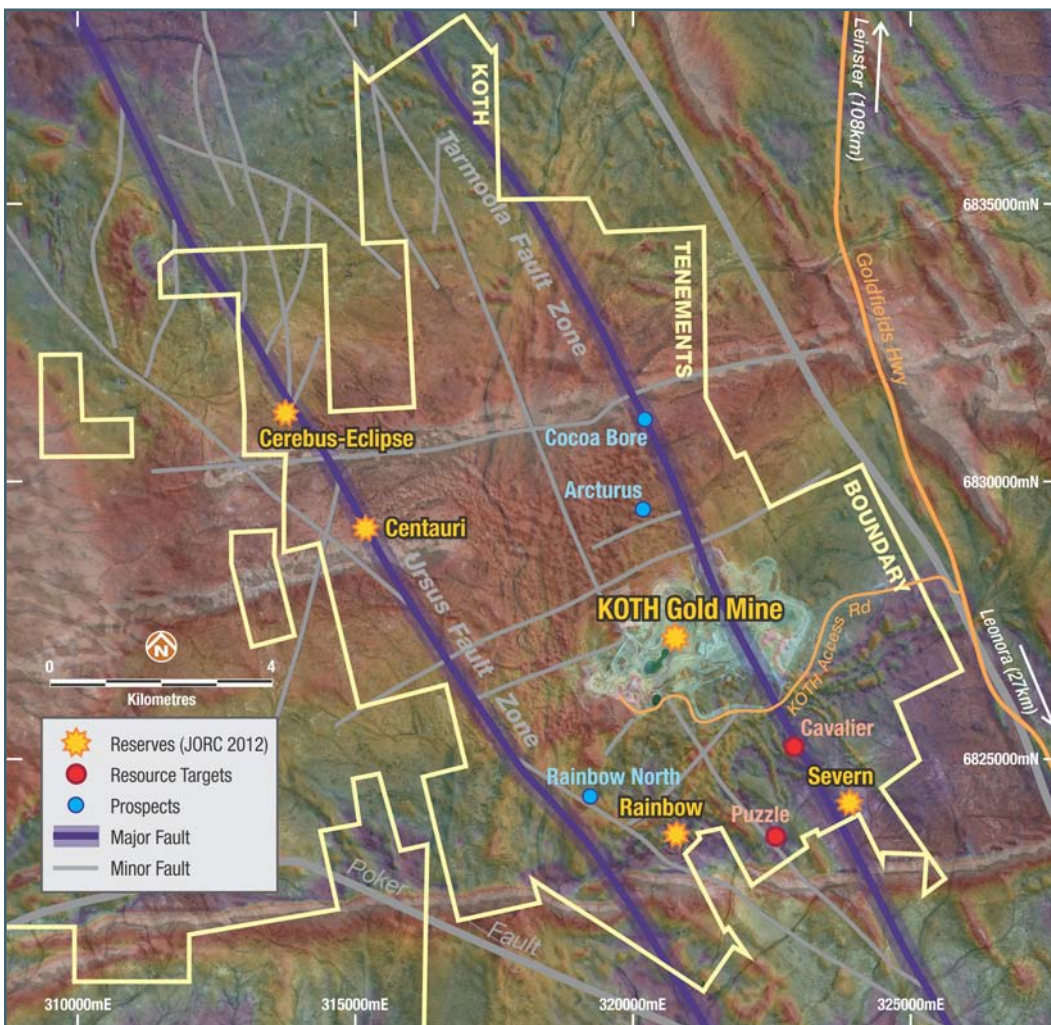 KOTH
TENEMENTS
BOUNDARY
Leinster (108km)
Goldfields Hwy
6835000mN
Tarmoola Fault Zone
Cerebus-Eclipse
Cocoa Bore
6830000mN
Arcturus
Centauri
Ursus Fault Zone
KOTH Gold Mine
KOTH Access Rd
Leonora (27km)
N
0
4
Kilometres
Reserves (JORC 2012)
Resource Targets
Prospects
Major Fault
Minor Fault
Cavalier
6825000mN
Rainbow North
Severn
Rainbow
Puzzle
Poker Fault
310000mE
315000mE
320000mE
325000mE